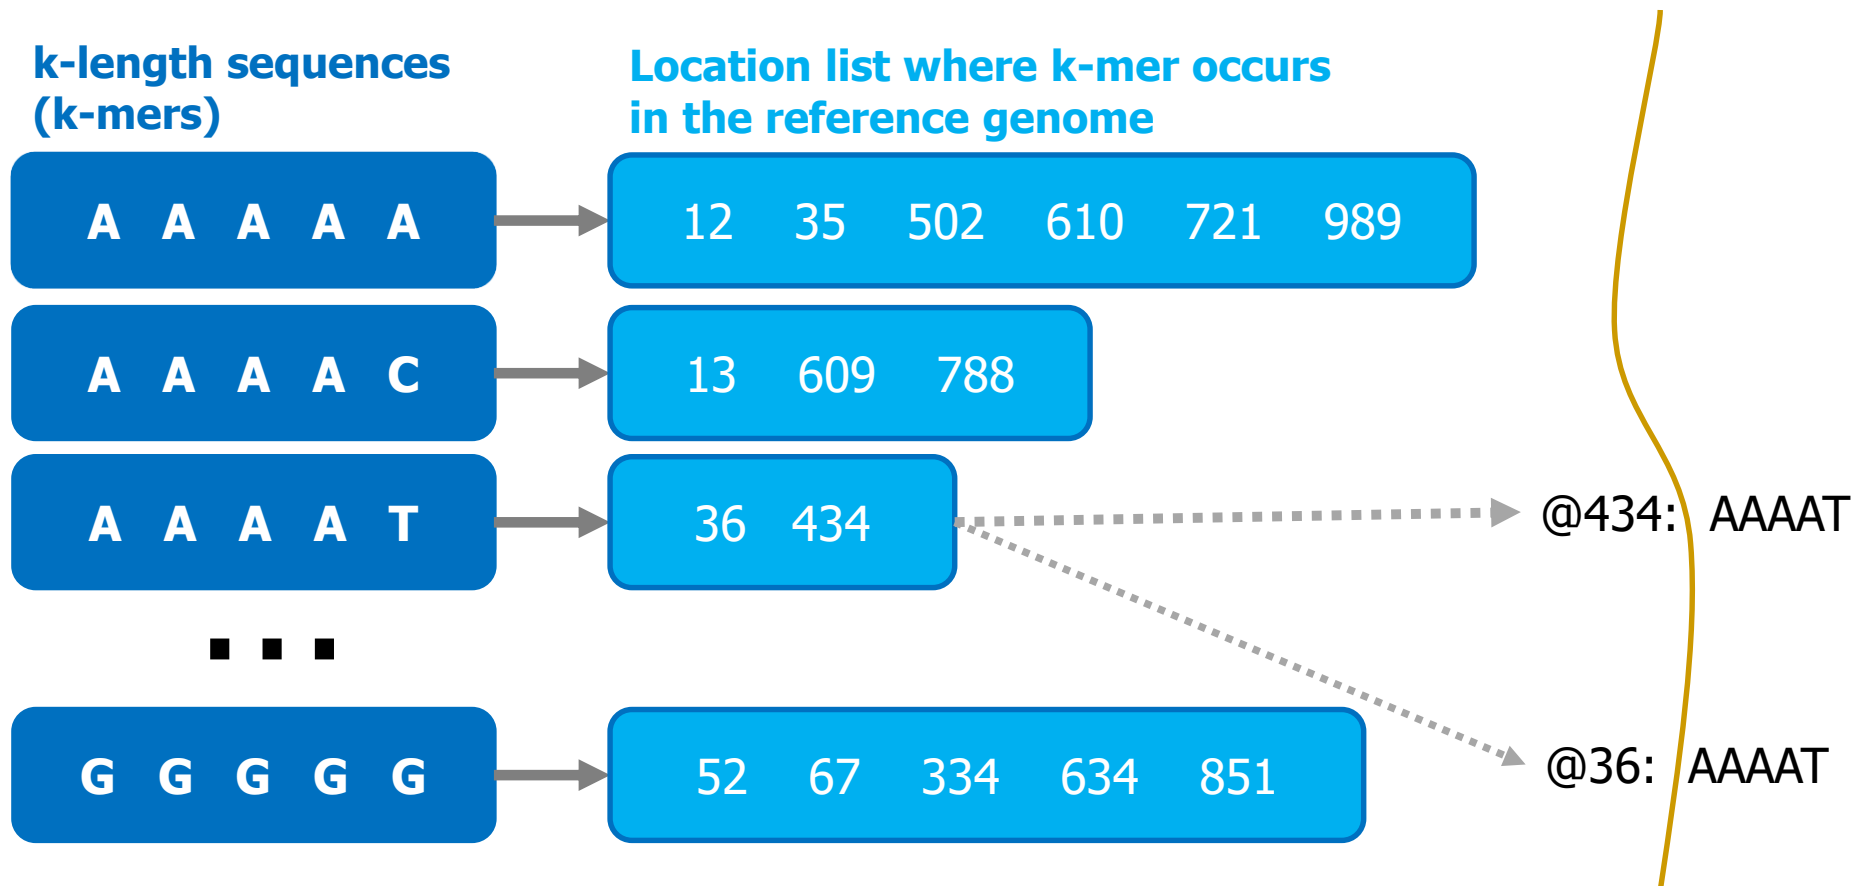 k-length sequences
(k-mers)
Location list where k-mer occurs
in the reference genome
A A A A A
12 35 502 610 721 989
A A A A C
13 609 788
A A A A T
36 434
@434: AAAAT
...
G G G G G
52 67 334 634 851
@36: AAAAT